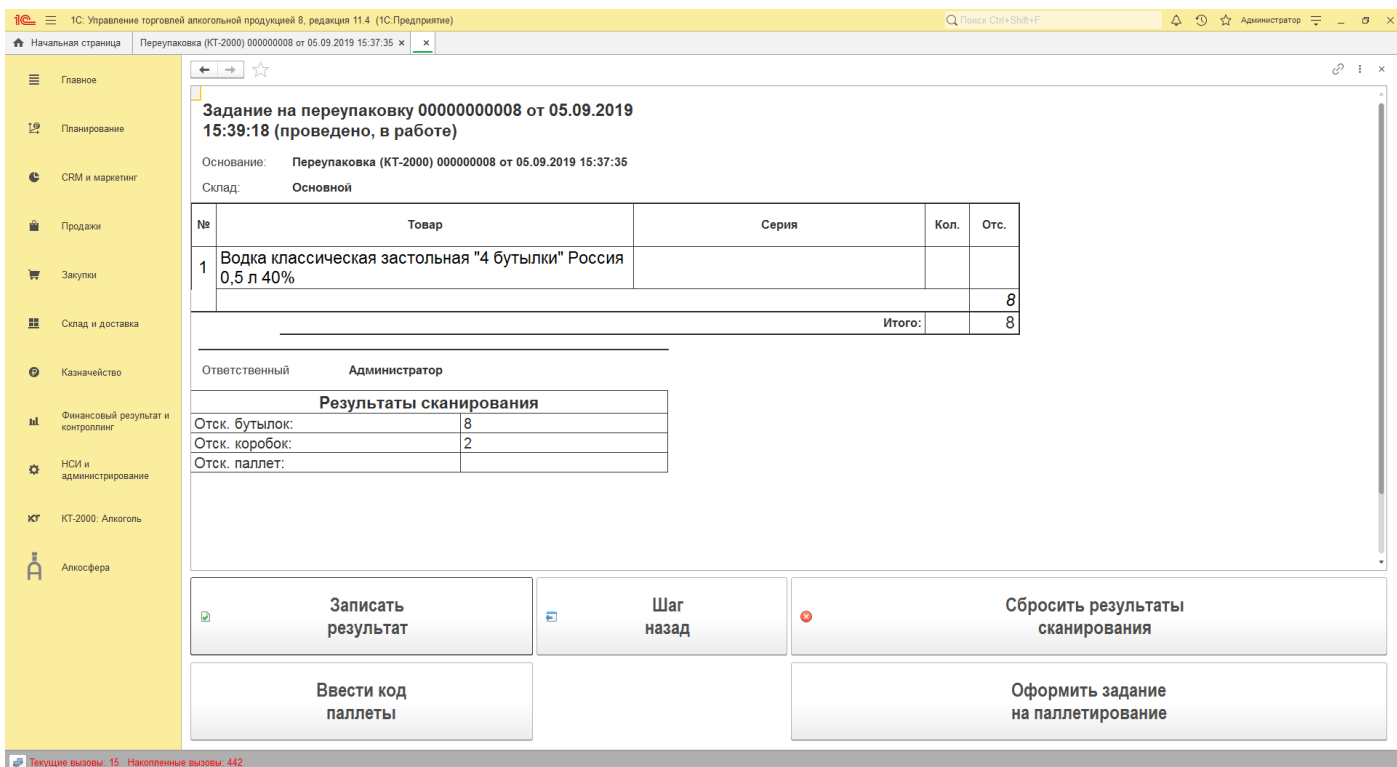 1С: Управление торговлей алкогольной продукцией 8, редакция 11.4 (1С:Предприятие)
Поиск Ctrl+Shift+F
Администратор
Начальная страница
Переупаковка (КТ-2000) 000000008 от 05.09.2019 15:37:35 ×
Главное
Планирование
CRM и маркетинг
Продажи
Закупки
Склад и доставка
Казначейство
Финансовый результат и
контроллинг
НСИ и
администрирование
КТ КТ-2000: Алкоголь
Алкосфера
Задание на переупаковку 00000000008 от 05.09.2019
15:39:18 (проведено, в работе)
Основание: Переупаковка (КТ-2000) 000000008 от 05.09.2019 15:37:35
Склад: Основной
№ Товар Серия Кол. Отс.
1 Водка классическая застольная "4 бутылки" Россия
0,5 л 40%
8
Итого: 8
Ответственный Администратор
Результаты сканирования
Отск. бутылок: 8
Отск. коробок: 2
Отск. паллет:
Записать
результат
Шаг
назад
Сбросить результаты
сканирования
Ввести код
паллеты
Оформить задание
на паллетирование
Текущие вызовы: 15 Накопленные вызовы: 442